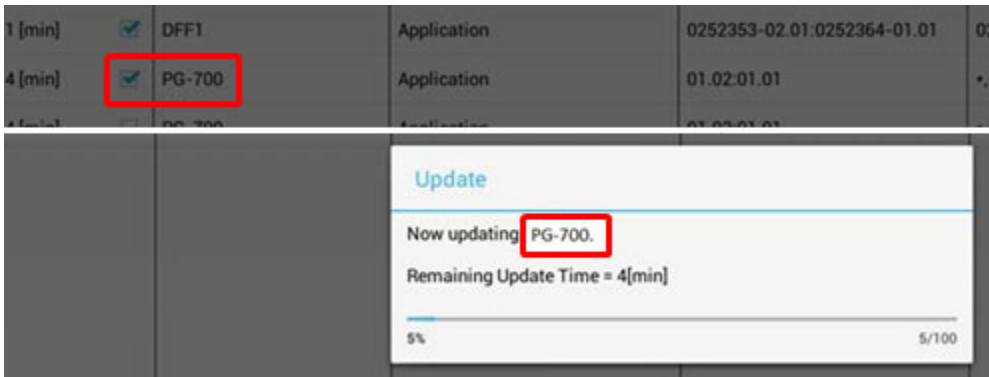 1 [min] DFF1 Application 0252353-02.01:0252364-01.01
4 [min] PG-700 Application 01.02:01.01
Update
Now updating PG-700.
Remaining Update Time = 4[min]
5% 5/100